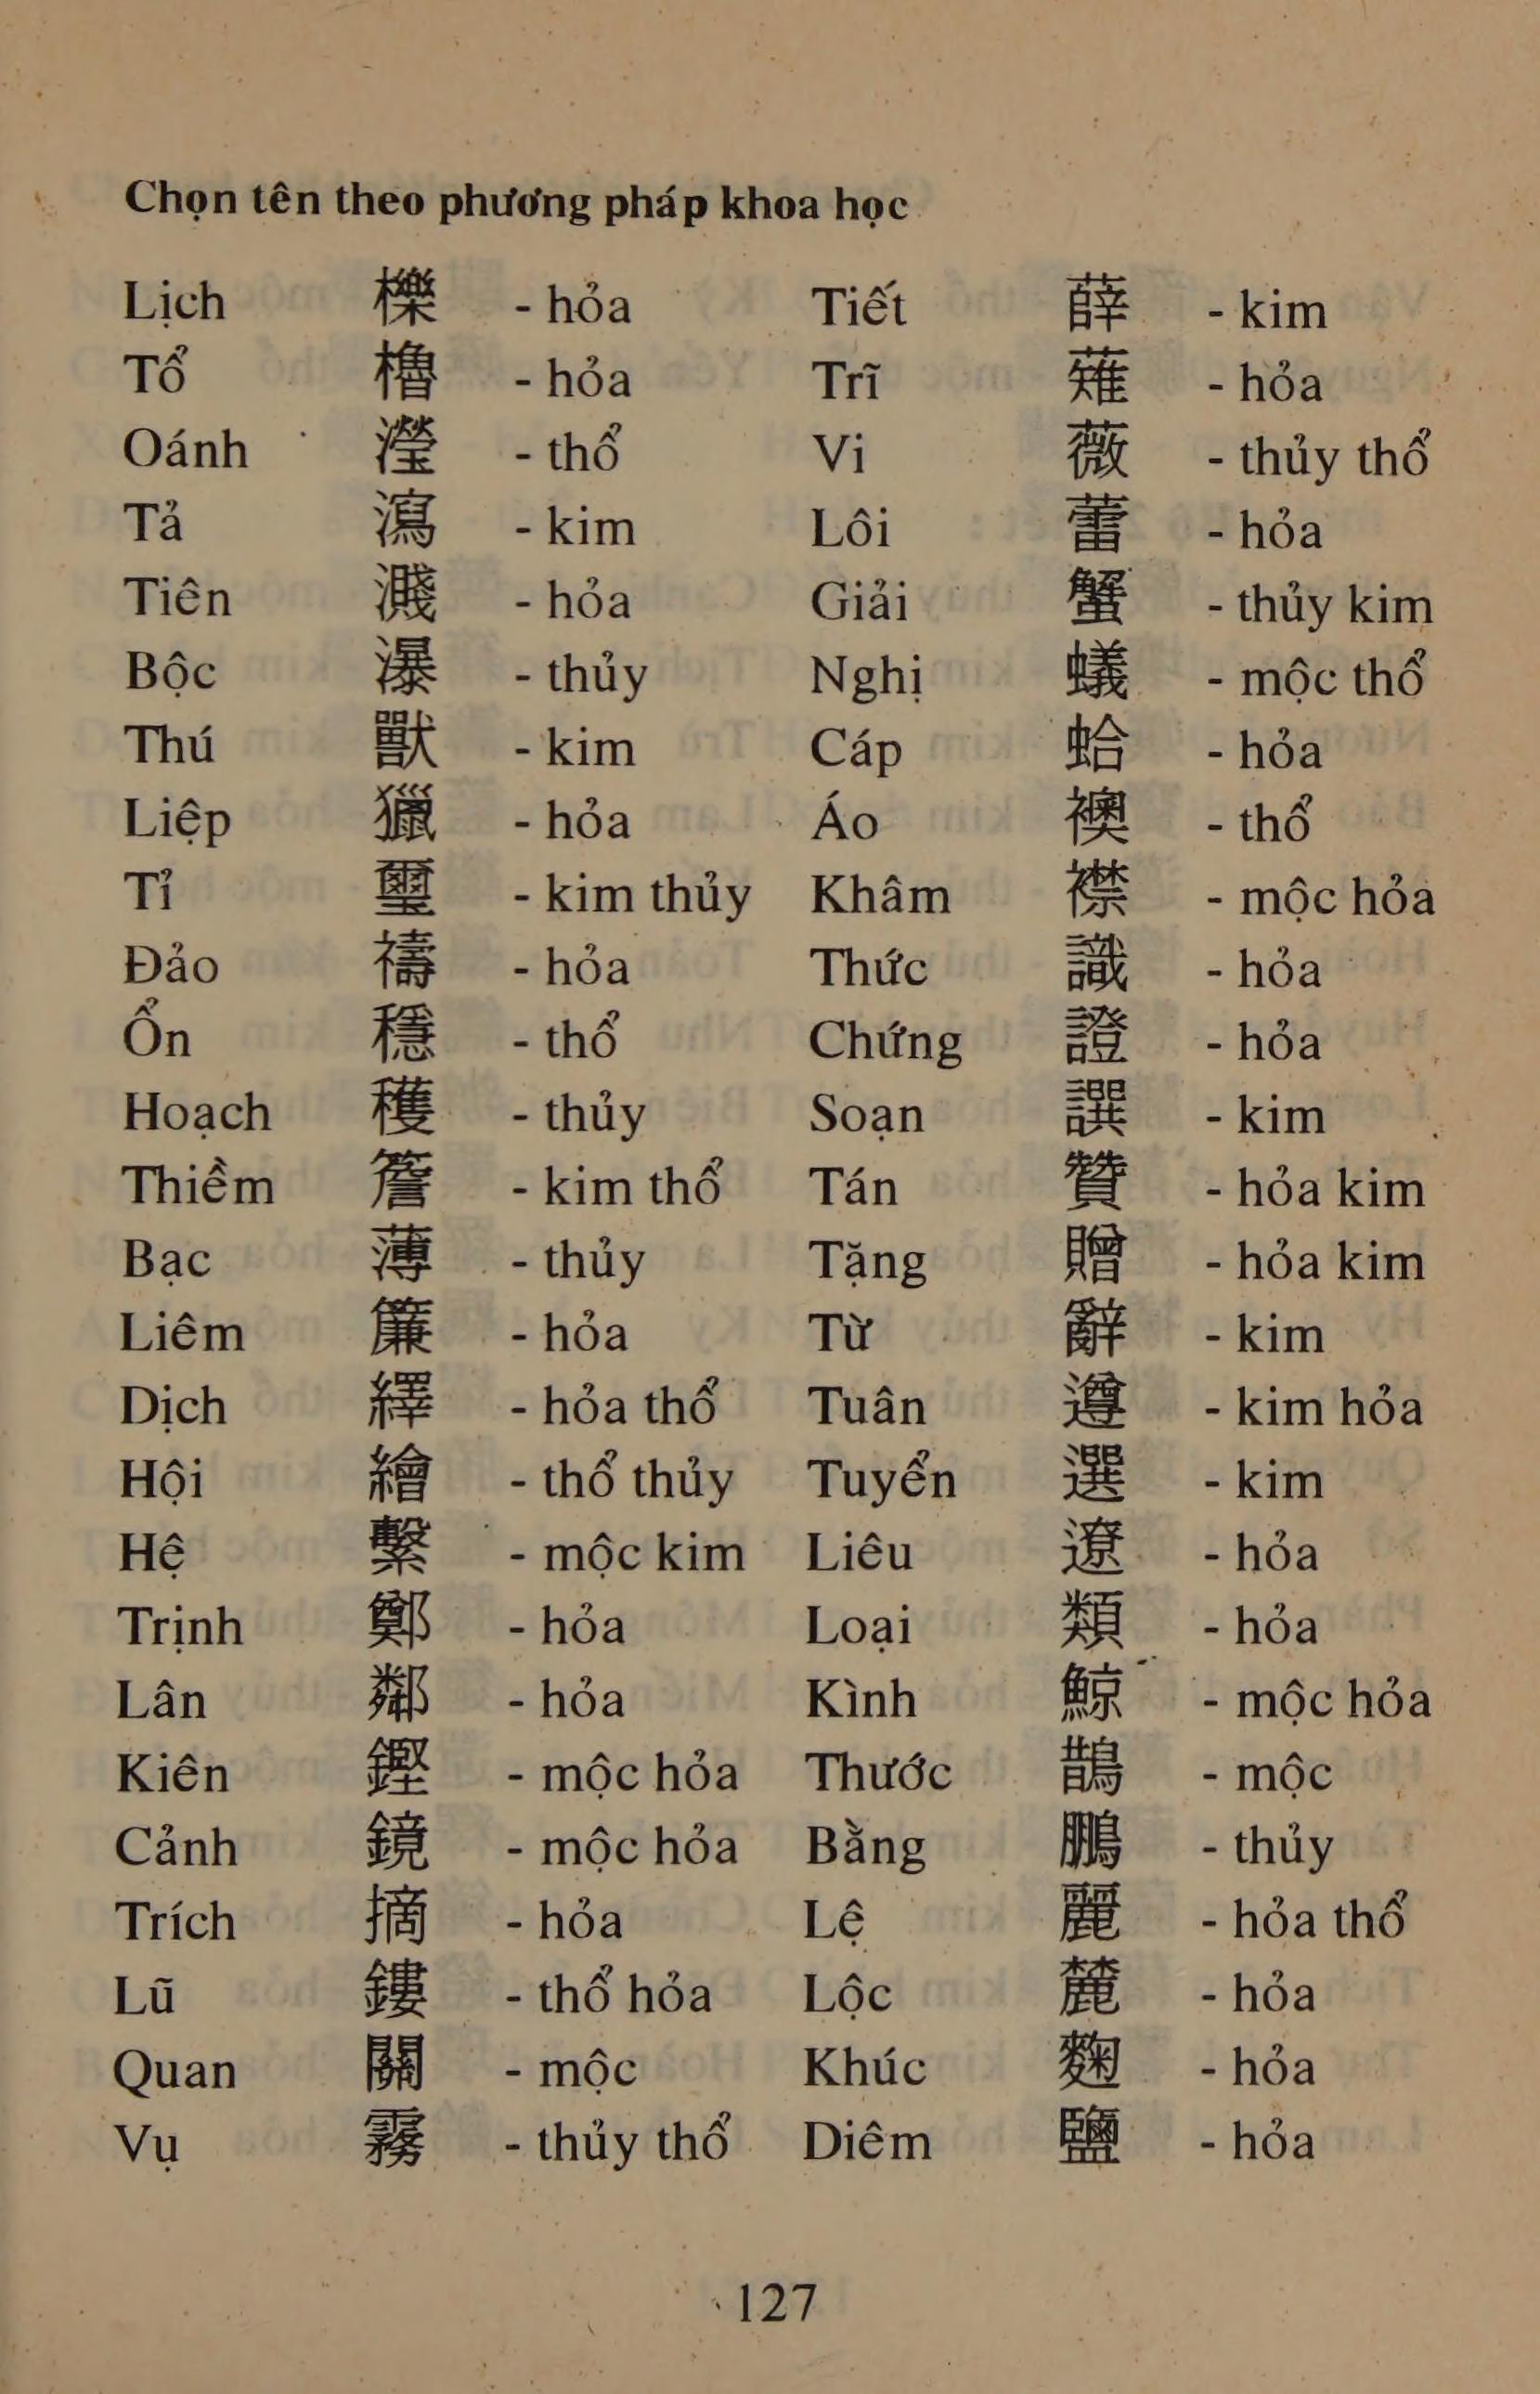 Chọn tên theo phương pháp khoa học
Lịch 櫟 - hỏa
Tổ 櫓 - hỏa
Oánh 瀅 - thổ
Tả 瀉 - kim
Tiên 濺 - hỏa
Bộc 瀑 - thủy
Thú 獸 - kim
Liệp 獵 - hỏa
Tỉ 璽 - kim thủy
Đảo 禱 - hỏa
Ổn 穩 - thổ
Hoạch 穫 - thủy
Thiềm 簷 - kim thổ
Bạc 薄 - thủy
Liêm 簾 - hỏa
Dịch 繹 - hỏa thổ
Hội 繪 - thổ thủy
Hệ 繫 - mộc kim
Trịnh 鄭 - hỏa
Lân 鄰 - hỏa
Kiên 鏗 - mộc hỏa
Cảnh 鏡 - mộc hỏa
Trích 摘 - hỏa
Lũ 鏤 - thổ hỏa
Quan 關 - mộc
Vụ 霧 - thủy thổ
Tiết 薛 - kim
Trĩ 薙 - hỏa
Vi 薇 - thủy thổ
Lôi 蕾 - hỏa
Giải 蟹 - thủy kim
Nghị 蟻 - mộc thổ
Cáp 蛤 - hỏa
Áo 襖 - thổ
Khâm 襟 - mộc hỏa
Thức 識 - hỏa
Chứng 證 - hỏa
Soạn 譔 - kim
Tán 贊 - hỏa kim
Tặng 贈 - hỏa kim
Từ 辭 - kim
Tuân 遵 - kim hỏa
Tuyển 選 - kim
Liêu 遼 - hỏa
Loại 類 - hỏa
Kình 鯨 - mộc hỏa
Thước 鵲 - mộc
Bằng 鵬 - thủy
Lệ 麗 - hỏa thổ
Lộc 麓 - hỏa
Khúc 麴 - hỏa
Diêm 鹽 - hỏa
127